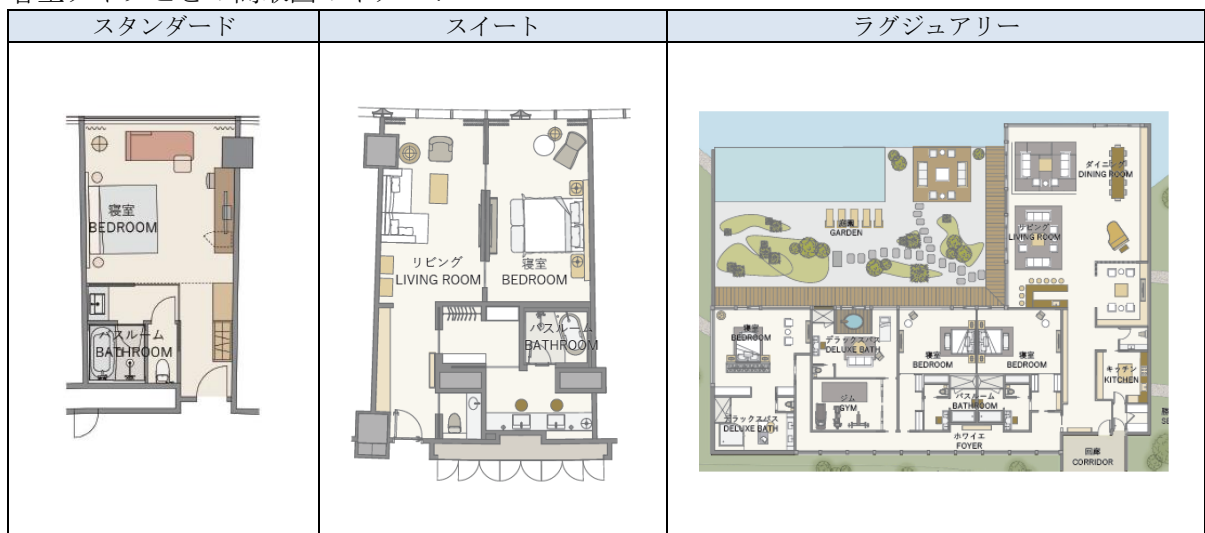 スタンダード
スイート
ラグジュアリー
寝室
BEDROOM
バスルーム
BATHROOM
リビング
LIVING ROOM
寝室
BEDROOM
バスルーム
BATHROOM
ダイニング
DINING ROOM
リビング
LIVING ROOM
庭園
GARDEN
寝室
BEDROOM
デラックスバス
DELUXE BATH
寝室
BEDROOM
寝室
BEDROOM
キッチン
KITCHEN
ジム
GYM
バスルーム
BATHROOM
デラックスバス
DELUXE BATH
ホワイエ
FOYER
回廊
CORRIDOR